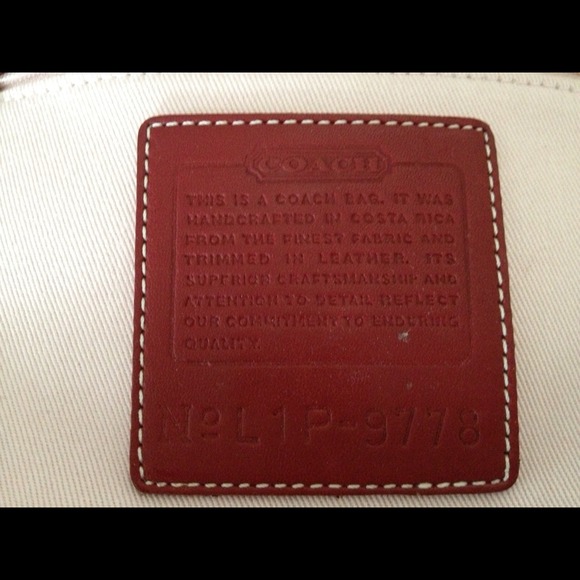 COACH
THIS IS A COACH BAG. IT WAS
HANDCRAFTED IN COSTA RICA
FROM THE FINEST FABRIC AND
TRIMMED IN LEATHER. ITS
SUPERIOR CRAFTSMANSHIP AND
ATTENTION TO DETAIL REFLECT
OUR COMMITMENT TO ENDURING
QUALITY.
Nº L1P-9778